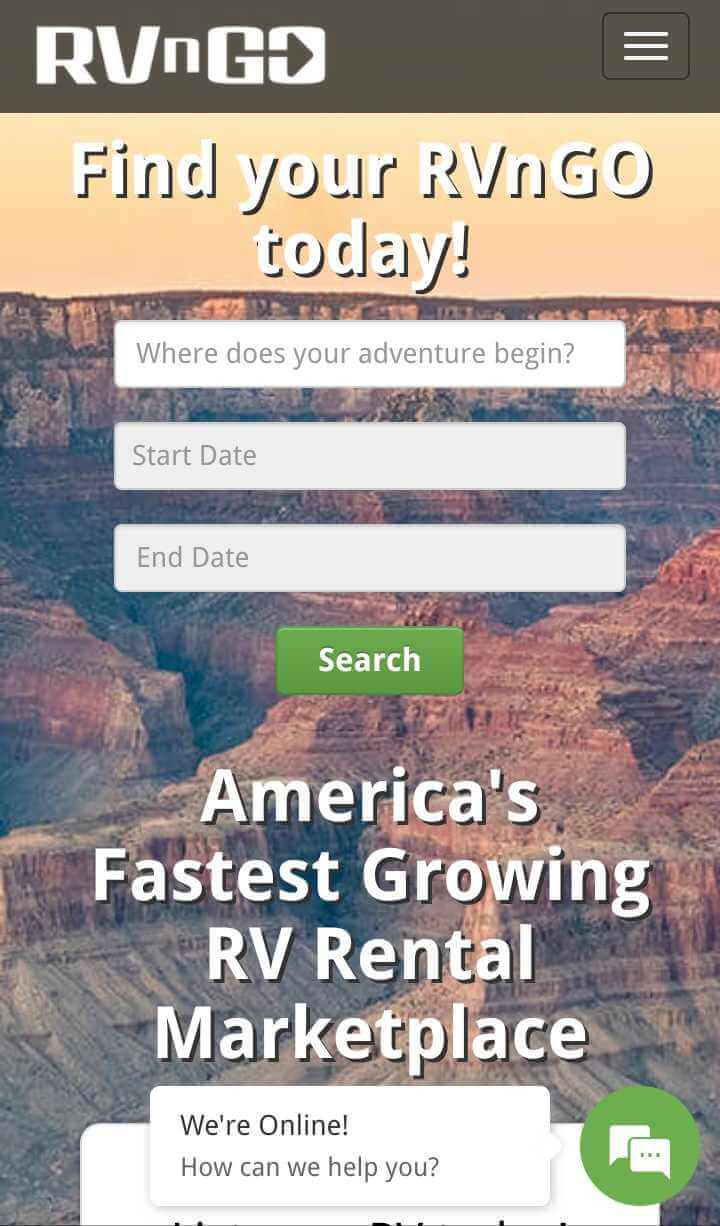 RVnGO
Find your RVnGO
today!
Where does your adventure begin?
Start Date
End Date
Search
America's
Fastest Growing
RV Rental
Marketplace
We're Online!
How can we help you?